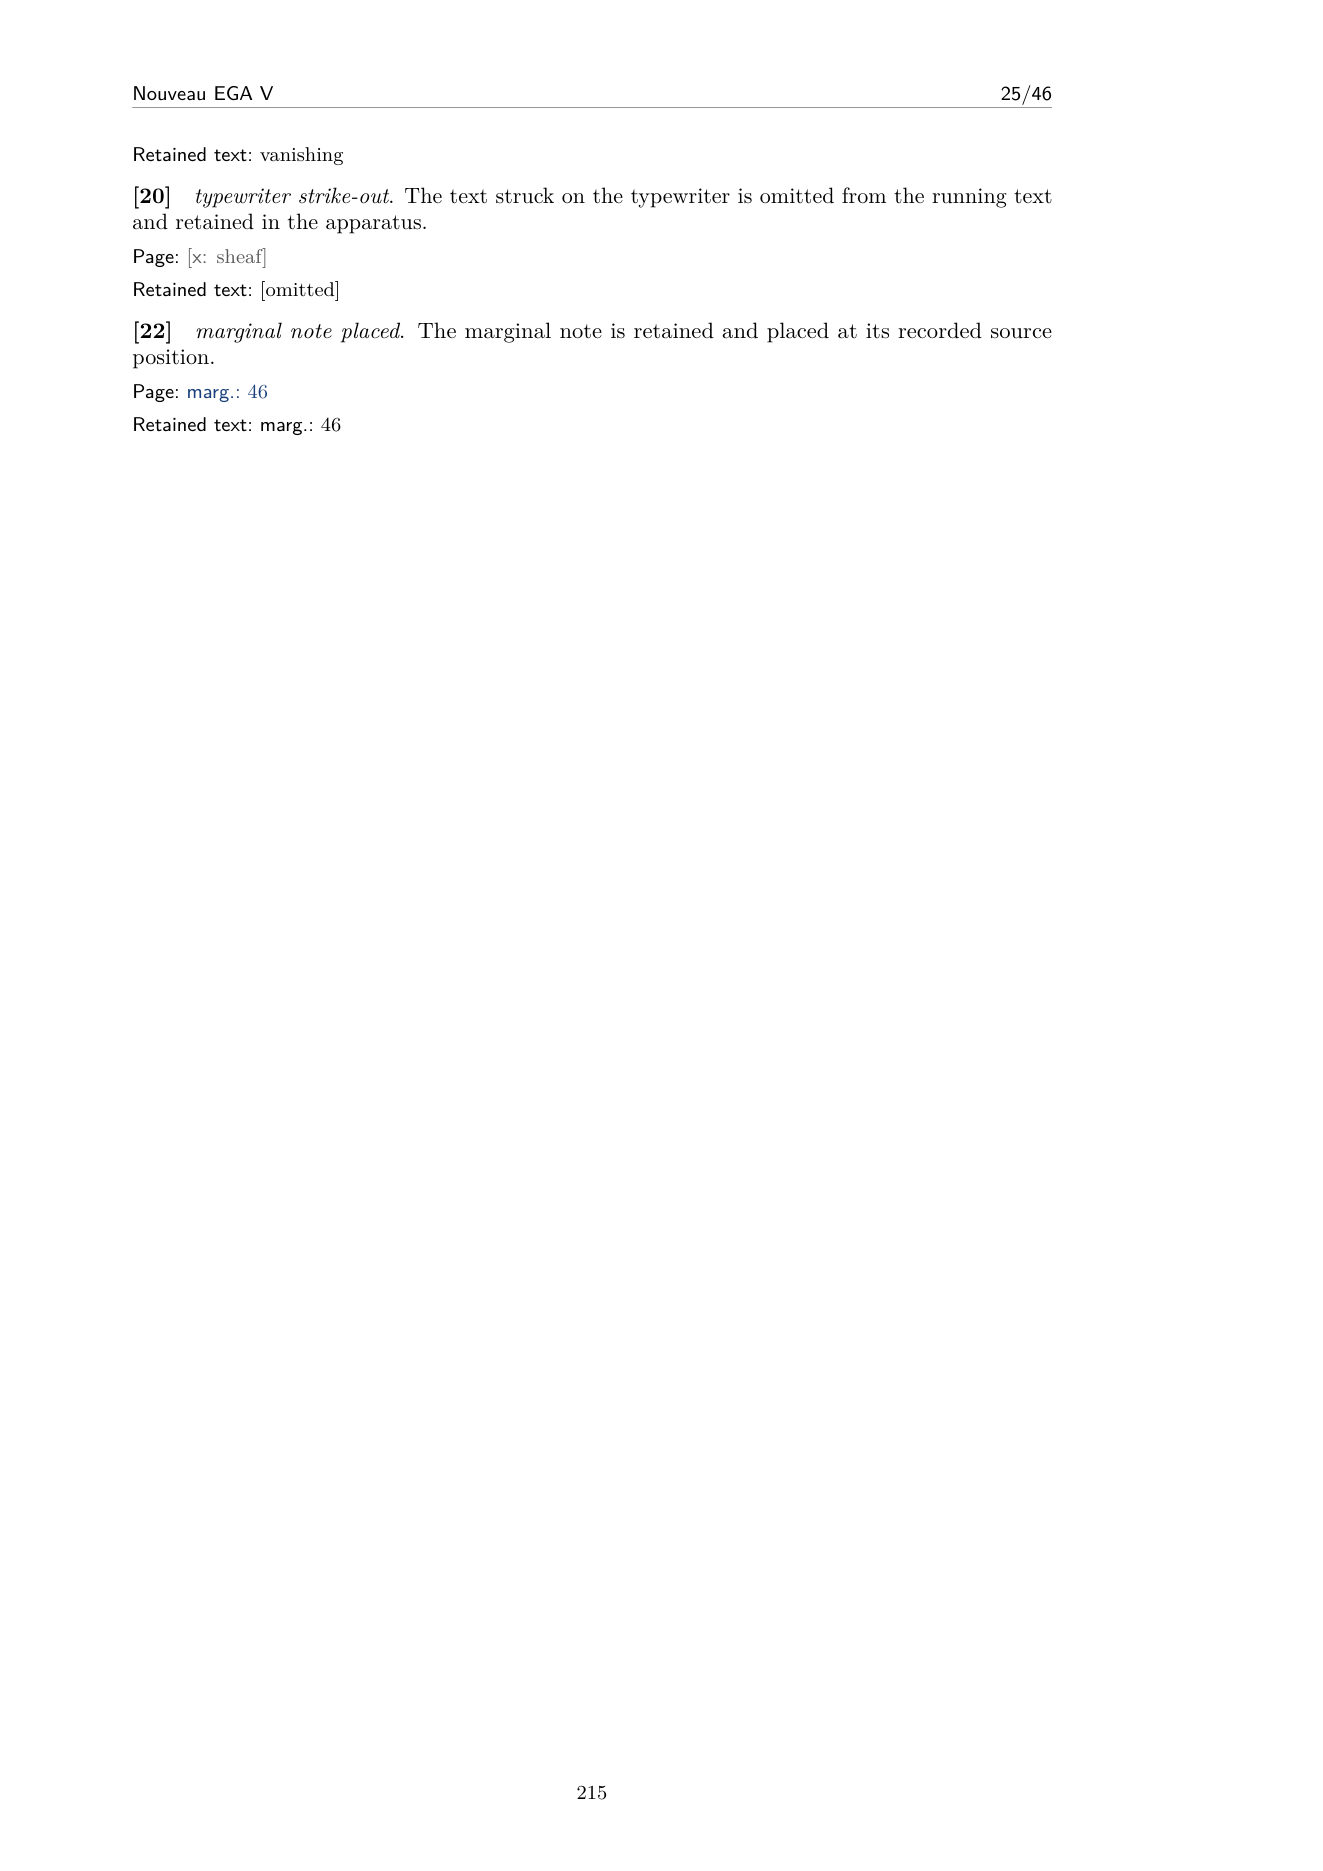 Nouveau EGA V 25/46
Retained text: vanishing
[20] typewriter strike-out. The text struck on the typewriter is omitted from the running text
and retained in the apparatus.
Page: [x: sheaf]
Retained text: [omitted]
[22] marginal note placed. The marginal note is retained and placed at its recorded source
position.
Page: marg.: 46
Retained text: marg.: 46
215